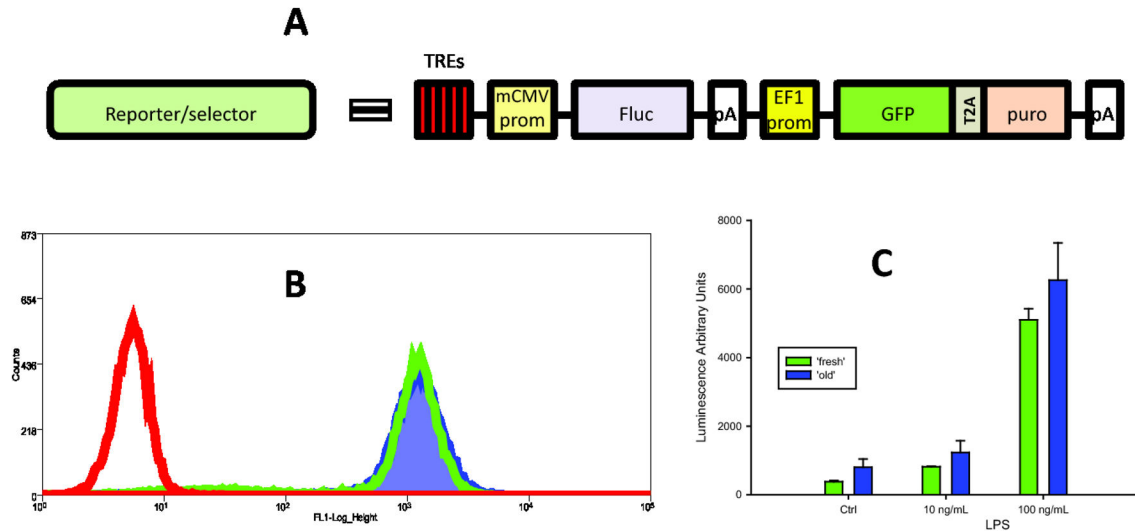 A
TREs
Reporter/selector
mCMV
prom
Fluc
pA
EF1
prom
GFP
T2A
puro
pA
B
873
654
436
218
0
Counts
10⁰
10¹
10²
10³
10⁴
10⁵
FL1-Log_Height
C
8000
6000
4000
2000
0
Luminescence Arbitrary Units
'fresh'
'old'
Ctrl
10 ng/mL
100 ng/mL
LPS